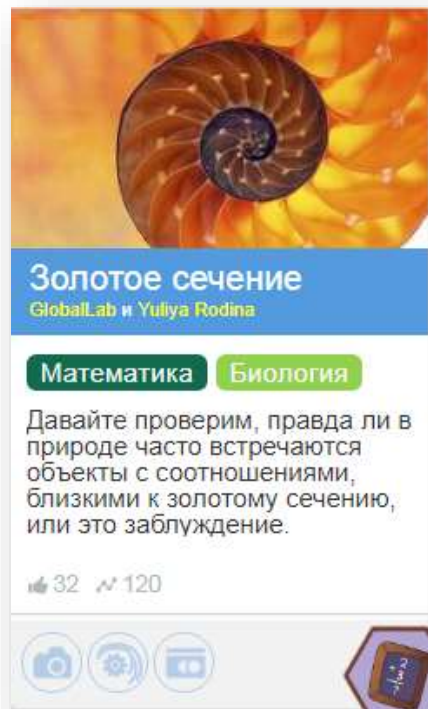 Золотое сечение
GlobalLab и Yuliya Rodina
Математика Биология
Давайте проверим, правда ли в
природе часто встречаются
объекты с соотношениями,
близкими к золотому сечению,
или это заблуждение.
32 120